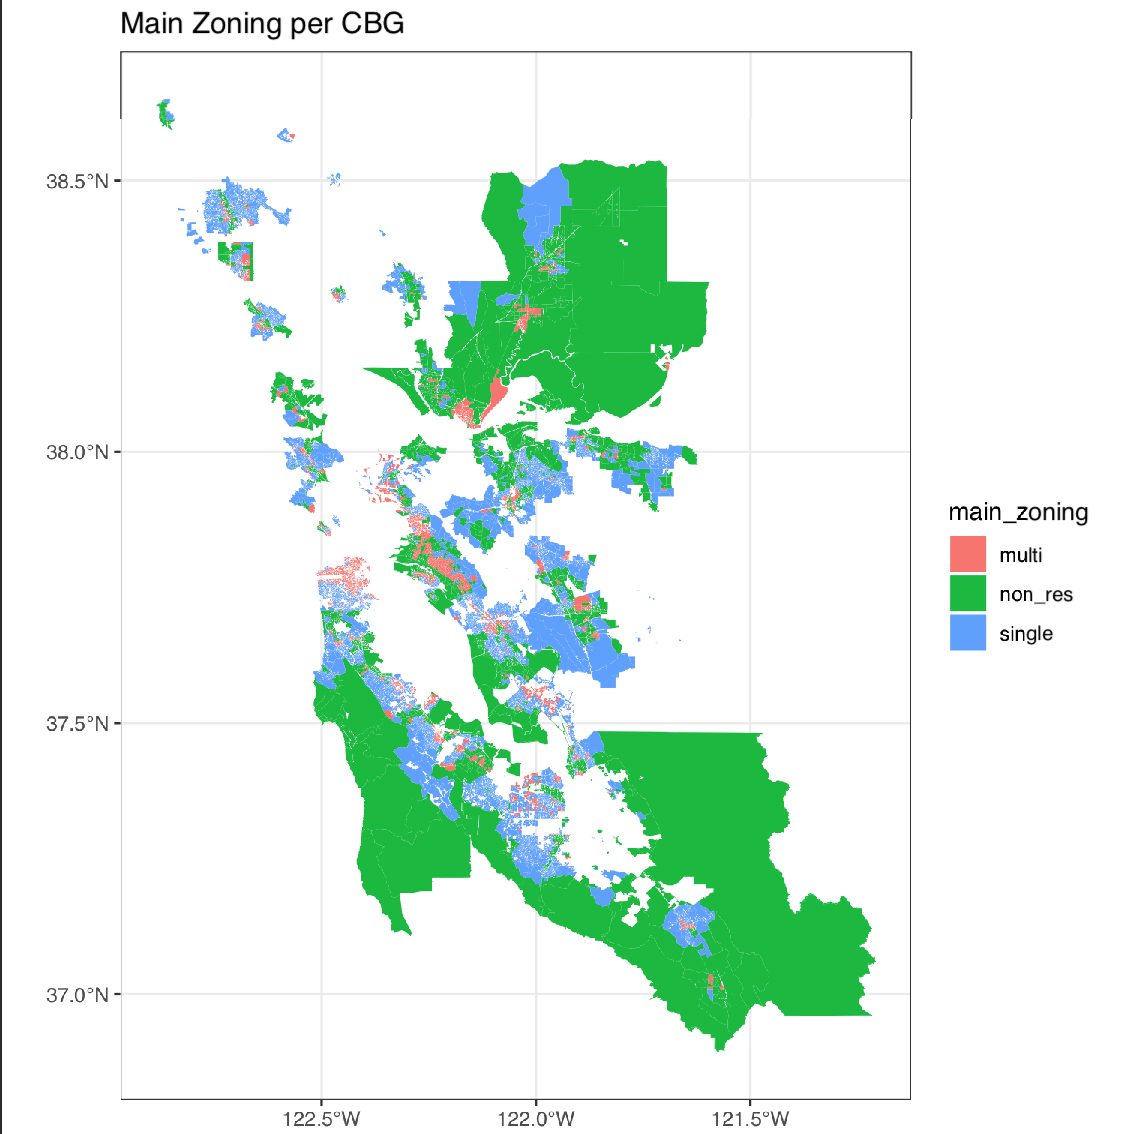 Main Zoning per CBG
38.5°N
38.0°N
37.5°N
37.0°N
122.5°W
122.0°W
121.5°W
main_zoning
multi
non_res
single